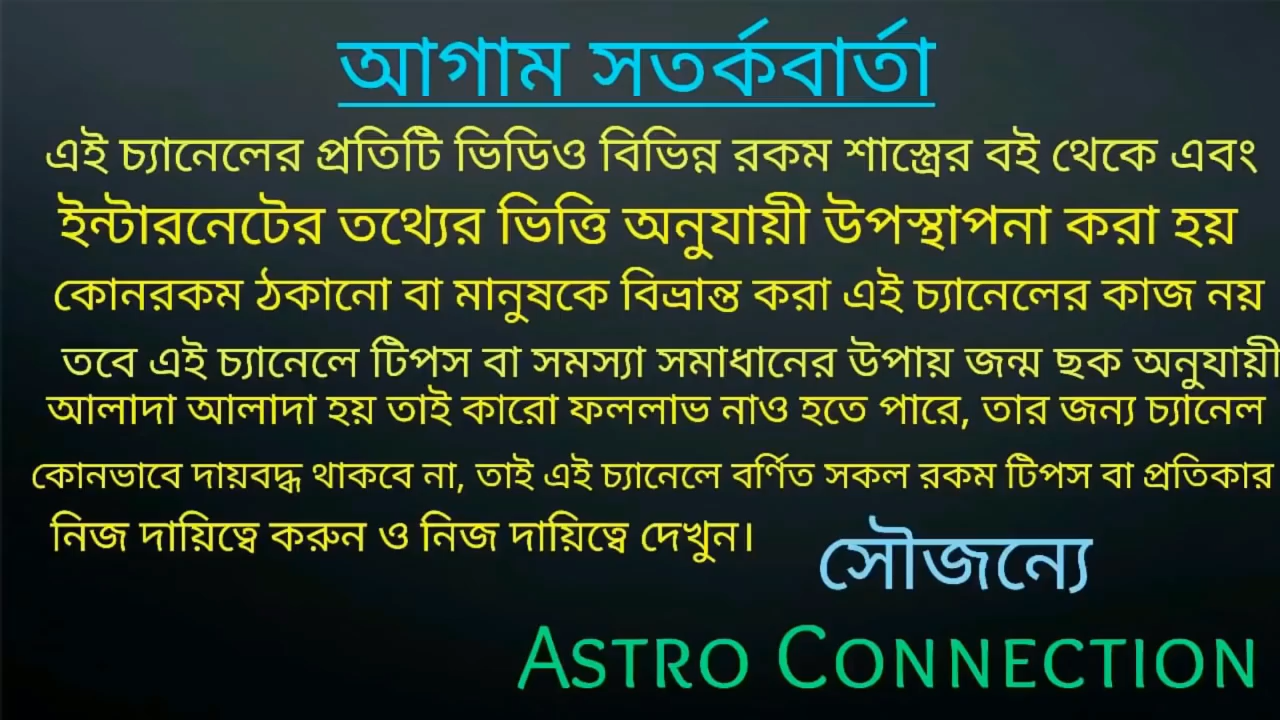 আগাম সতর্কবার্তা
এই চ্যানেলের প্রতিটি ভিডিও বিভিন্ন রকম শাস্ত্রের বই থেকে এবং
ইন্টারনেটের তথ্যের ভিত্তি অনুযায়ী উপস্থাপনা করা হয়
কোনরকম ঠকানো বা মানুষকে বিভ্রান্ত করা এই চ্যানেলের কাজ নয়
তবে এই চ্যানেলে টিপস বা সমস্যা সমাধানের উপায় জন্ম ছক অনুযায়ী
আলাদা আলাদা হয় তাই কারো ফললাভ নাও হতে পারে, তার জন্য চ্যানেল
কোনভাবে দায়বদ্ধ থাকবে না, তাই এই চ্যানেলে বর্ণিত সকল রকম টিপস বা প্রতিকার
নিজ দায়িত্বে করুন ও নিজ দায়িত্বে দেখুন।
সৌজন্যে
ASTRO CONNECTION